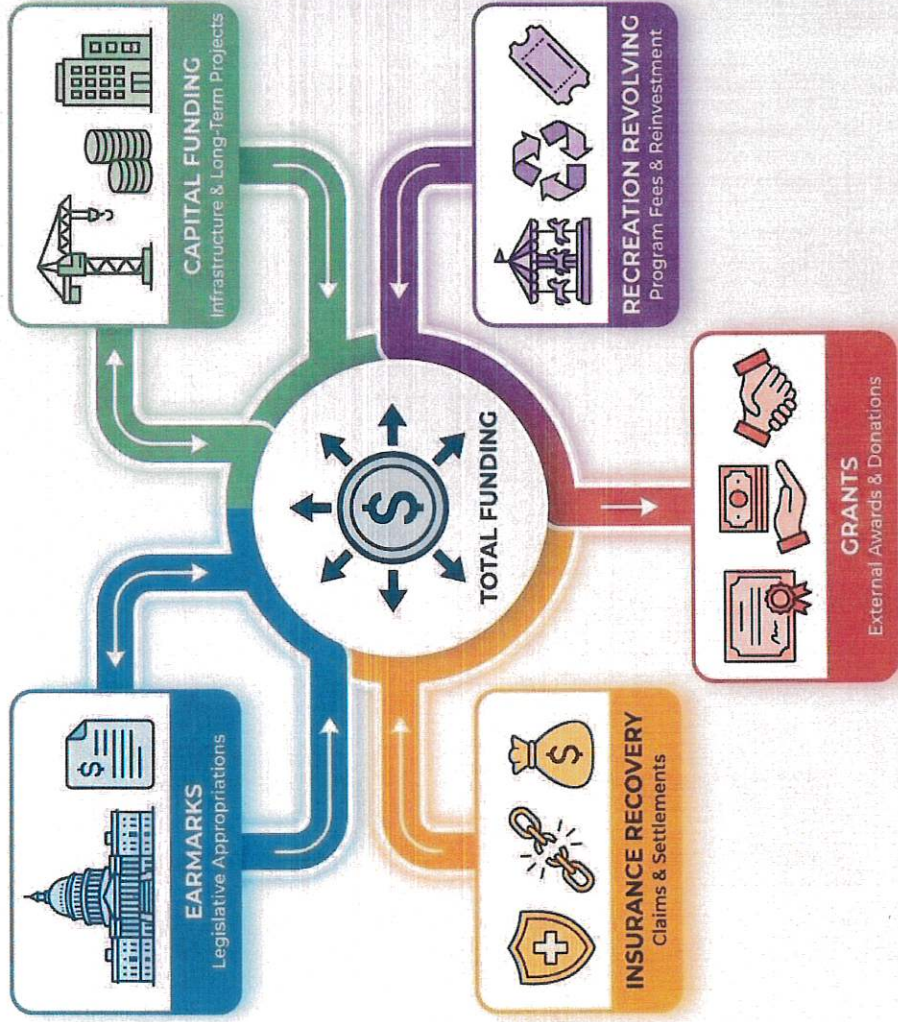 EARMARKS
Legislative Appropriations
$
CAPITAL FUNDING
Infrastructure & Long-Term Projects
$
TOTAL FUNDING
INSURANCE RECOVERY
Claims & Settlements
$
RECREATION REVOLVING
Program Fees & Reinvestment
GRANTS
External Awards & Donations